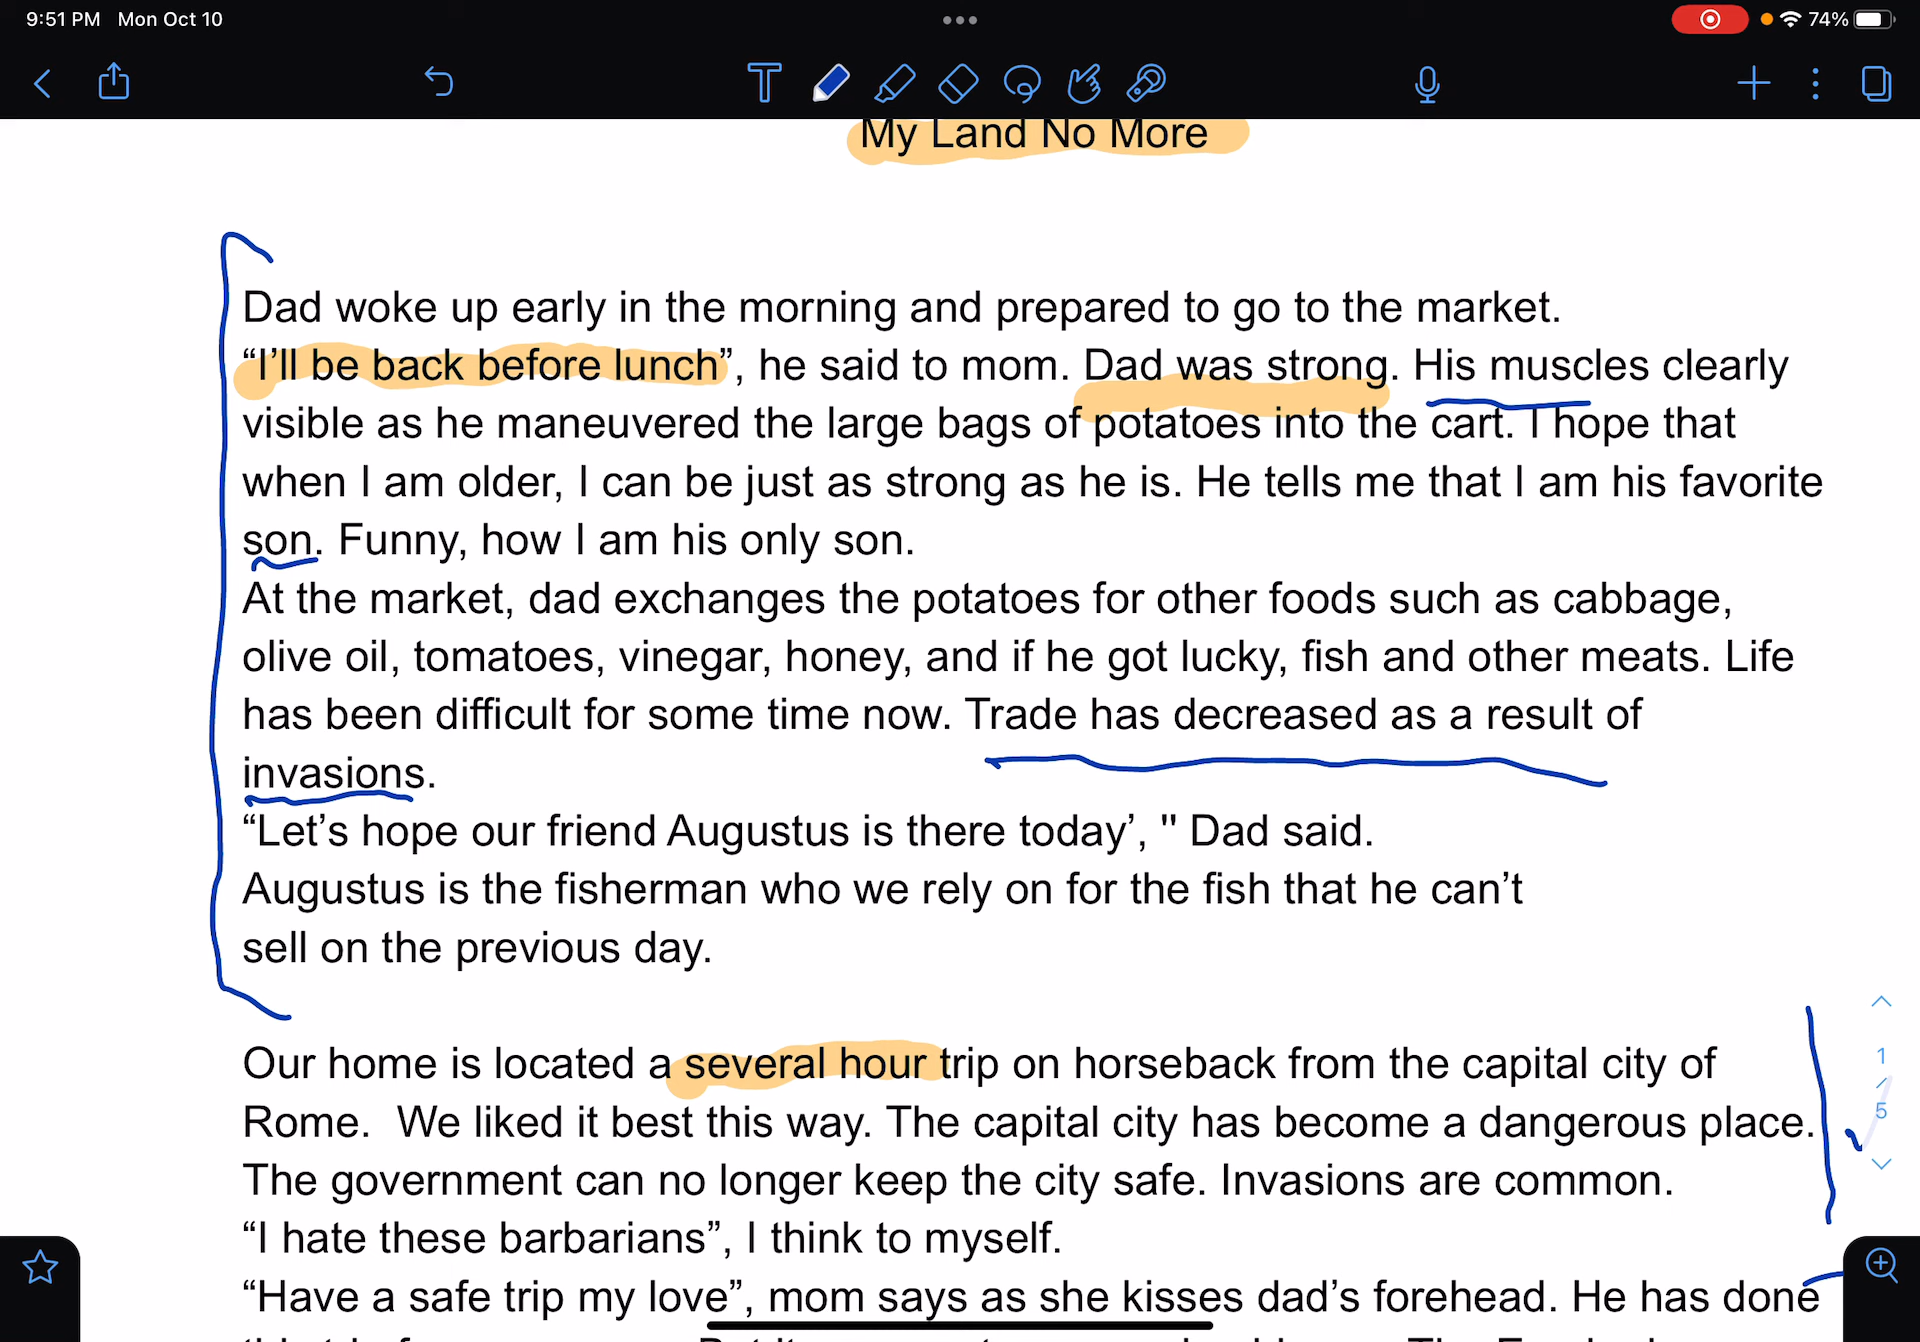 9:51 PM Mon Oct 10
74%
My Land No More
Dad woke up early in the morning and prepared to go to the market.
“I’ll be back before lunch”, he said to mom. Dad was strong. His muscles clearly
visible as he maneuvered the large bags of potatoes into the cart. I hope that
when I am older, I can be just as strong as he is. He tells me that I am his favorite
son. Funny, how I am his only son.
At the market, dad exchanges the potatoes for other foods such as cabbage,
olive oil, tomatoes, vinegar, honey, and if he got lucky, fish and other meats. Life
has been difficult for some time now. Trade has decreased as a result of
invasions.
“Let’s hope our friend Augustus is there today’, " Dad said.
Augustus is the fisherman who we rely on for the fish that he can’t
sell on the previous day.
Our home is located a several hour trip on horseback from the capital city of
Rome.  We liked it best this way. The capital city has become a dangerous place.
The government can no longer keep the city safe. Invasions are common.
“I hate these barbarians”, I think to myself.
“Have a safe trip my love”, mom says as she kisses dad’s forehead. He has done
1
/
5